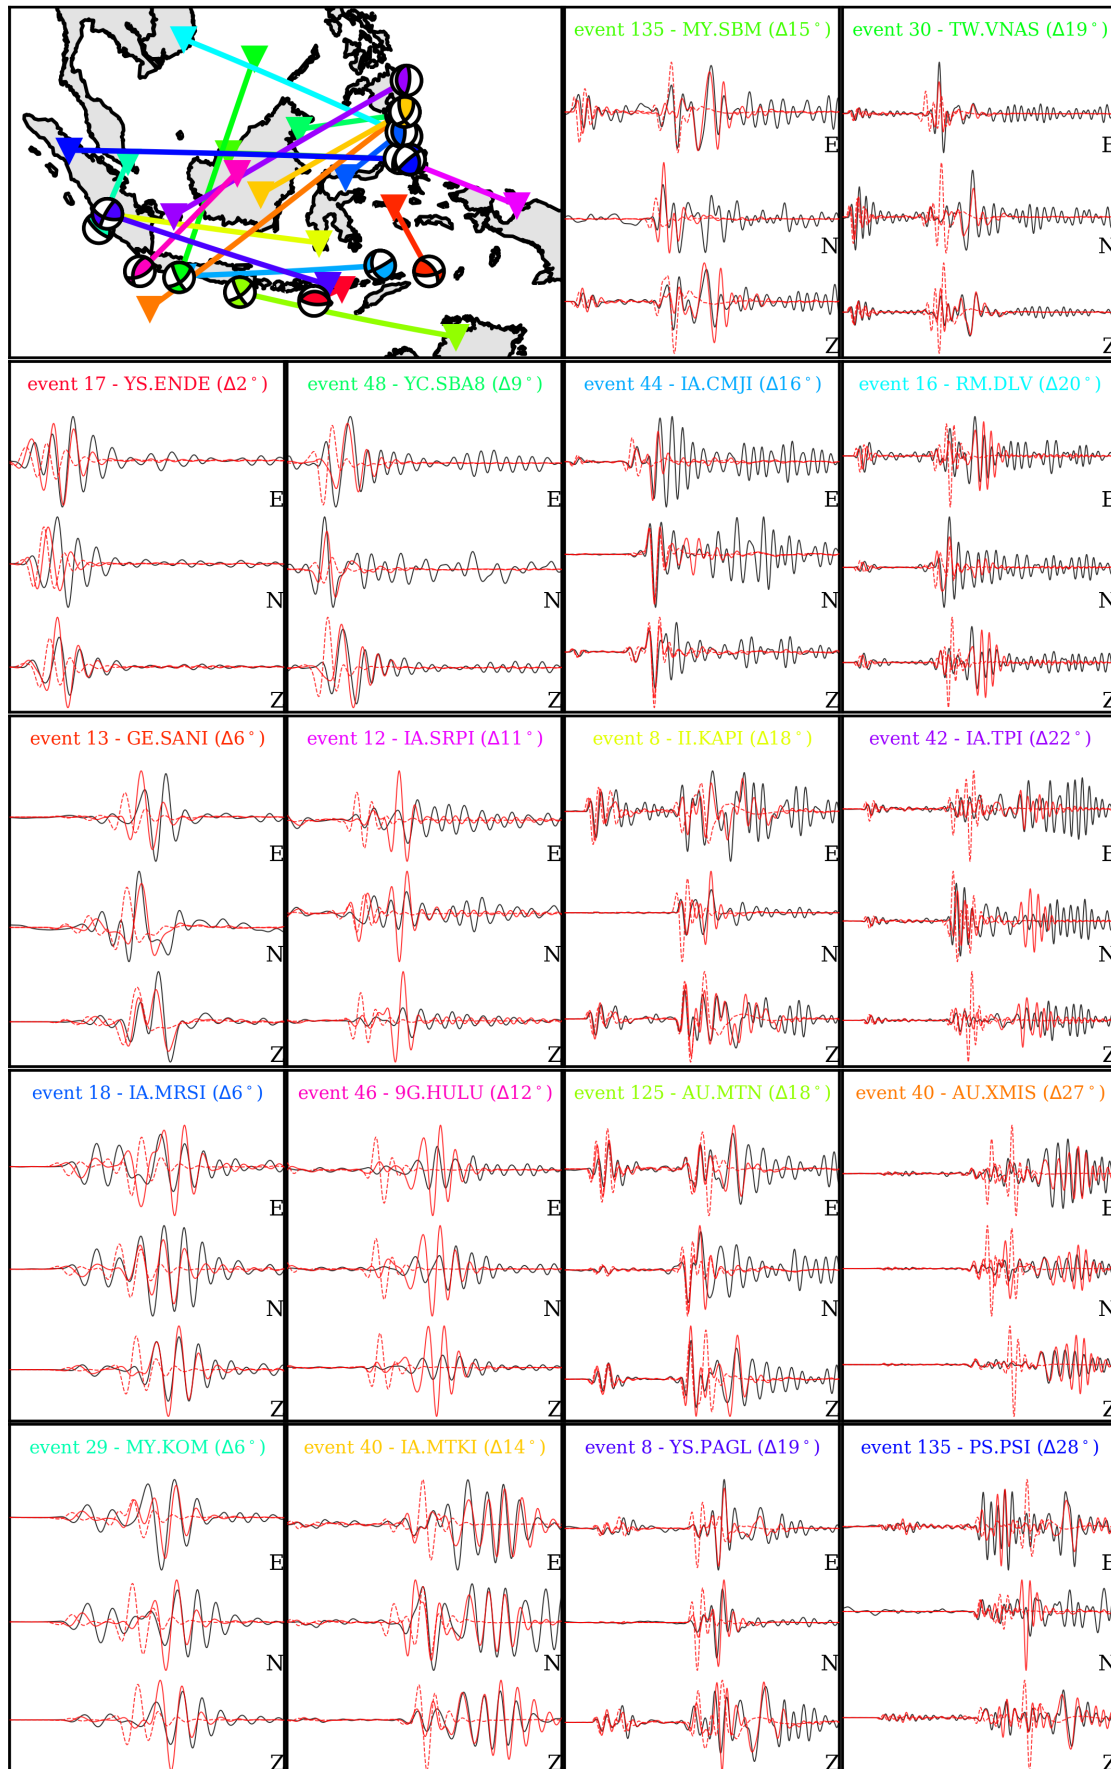 event 135 - MY.SBM (Δ15°)
E
N
Z
event 30 - TW.VNAS (Δ19°)
E
N
Z
event 17 - YS.ENDE (Δ2°)
E
N
Z
event 48 - YC.SBA8 (Δ9°)
E
N
Z
event 44 - IA.CMJI (Δ16°)
E
N
Z
event 16 - RM.DLV (Δ20°)
E
N
Z
event 13 - GE.SANI (Δ6°)
E
N
Z
event 12 - IA.SRPI (Δ11°)
E
N
Z
event 8 - II.KAPI (Δ18°)
E
N
Z
event 42 - IA.TPI (Δ22°)
E
N
Z
event 18 - IA.MRSI (Δ6°)
E
N
Z
event 46 - 9G.HULU (Δ12°)
E
N
Z
event 125 - AU.MTN (Δ18°)
E
N
Z
event 40 - AU.XMIS (Δ27°)
E
N
Z
event 29 - MY.KOM (Δ6°)
E
N
Z
event 40 - IA.MTKI (Δ14°)
E
N
Z
event 8 - YS.PAGL (Δ19°)
E
N
Z
event 135 - PS.PSI (Δ28°)
E
N
Z